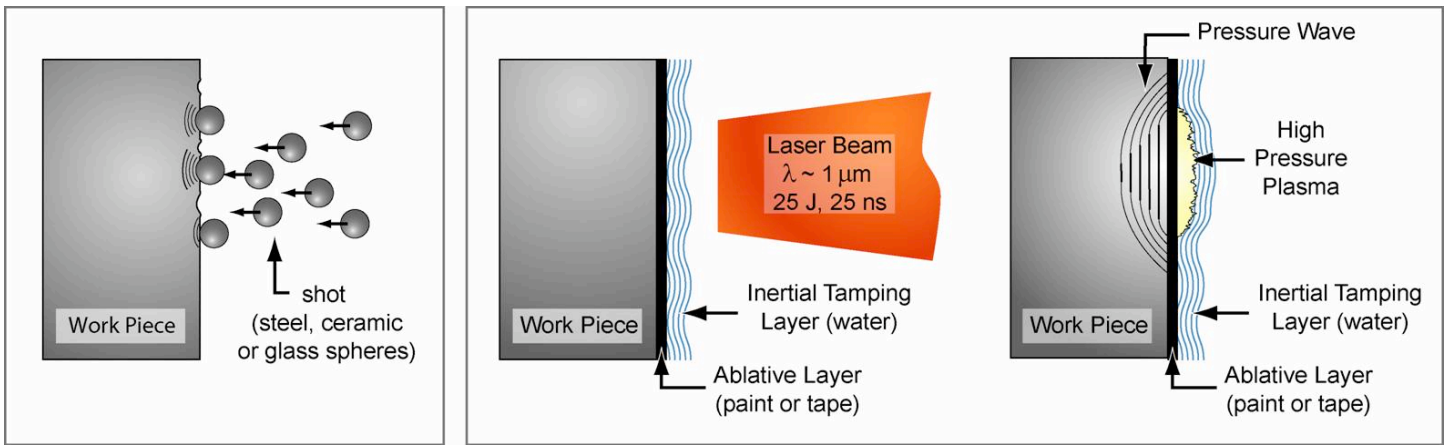 Work Piece
shot
(steel, ceramic
or glass spheres)
Work Piece
Laser Beam
λ ~ 1 μm
25 J, 25 ns
Inertial Tamping
Layer (water)
Ablative Layer
(paint or tape)
Pressure Wave
High
Pressure
Plasma
Work Piece
Inertial Tamping
Layer (water)
Ablative Layer
(paint or tape)